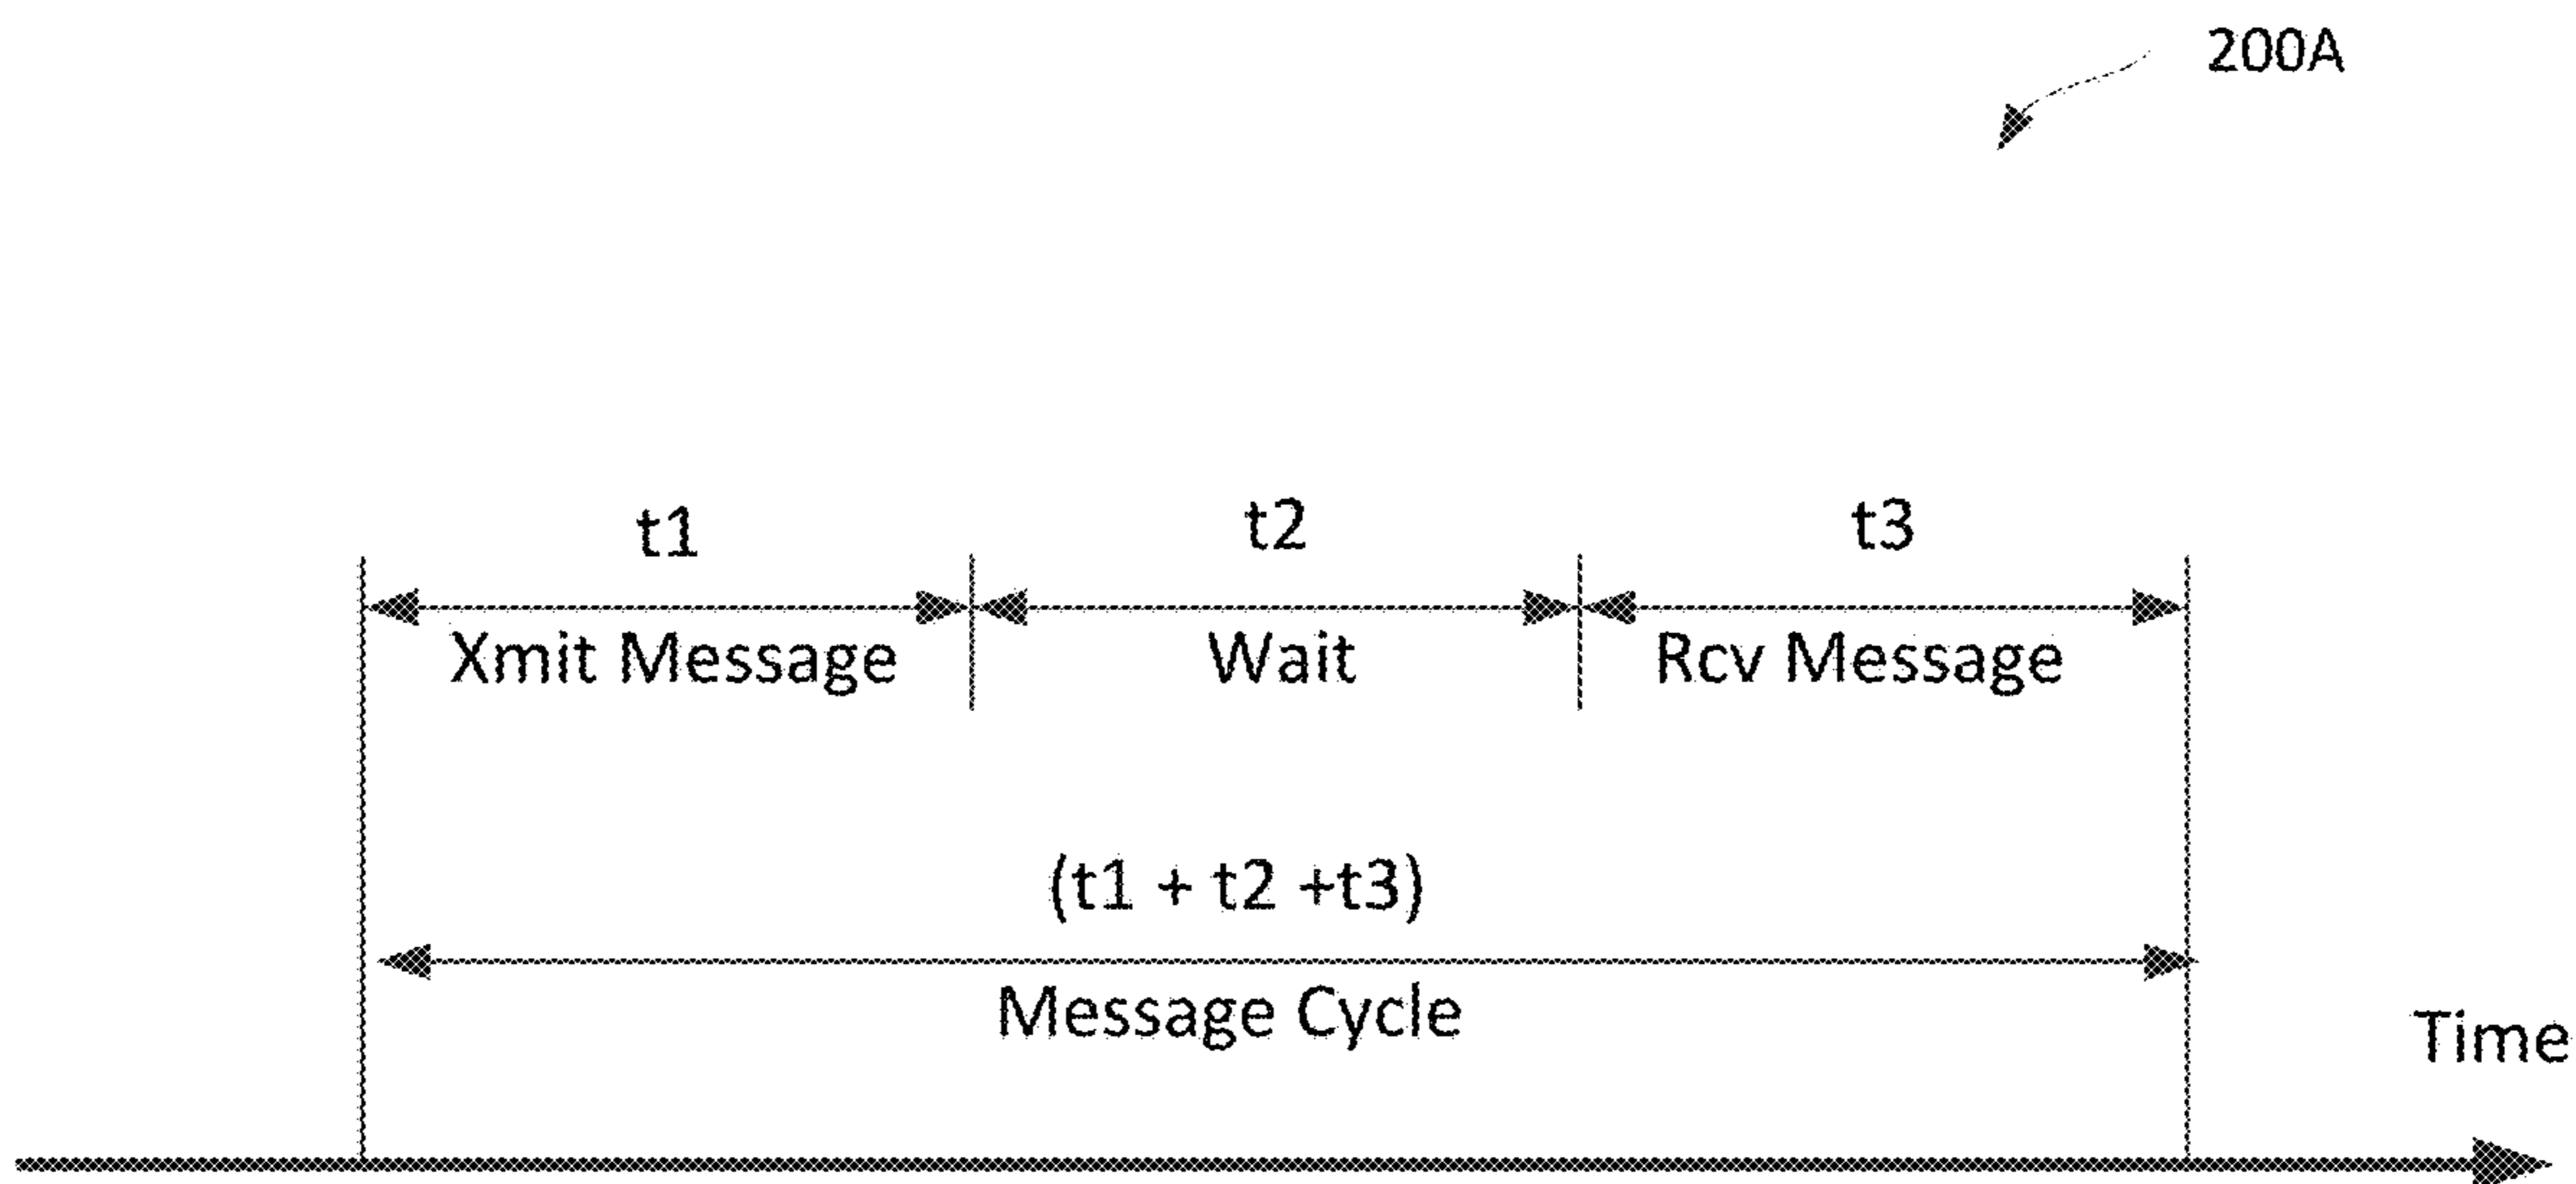 200A
t1
t2
t3
Xmit Message
Wait
Rcv Message
(t1 + t2 +t3)
Message Cycle
Time